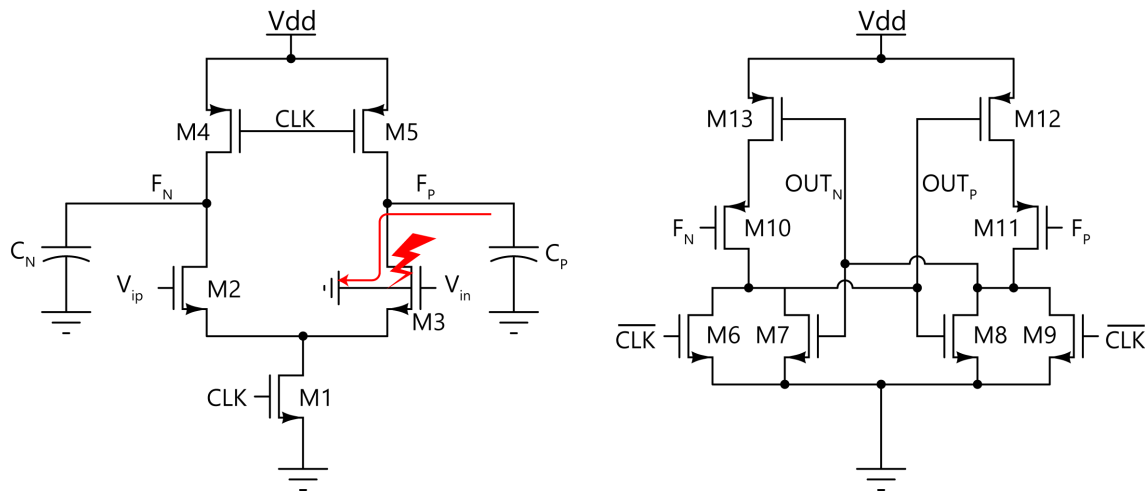 Vdd
M4
CLK
M5
F_N
F_P
C_N
C_P
V_ip
M2
V_in
M3
CLK
M1
Vdd
M13
M12
OUT_N
OUT_P
F_N
M10
M11
F_P
CLK
M6
M7
M8
M9
CLK